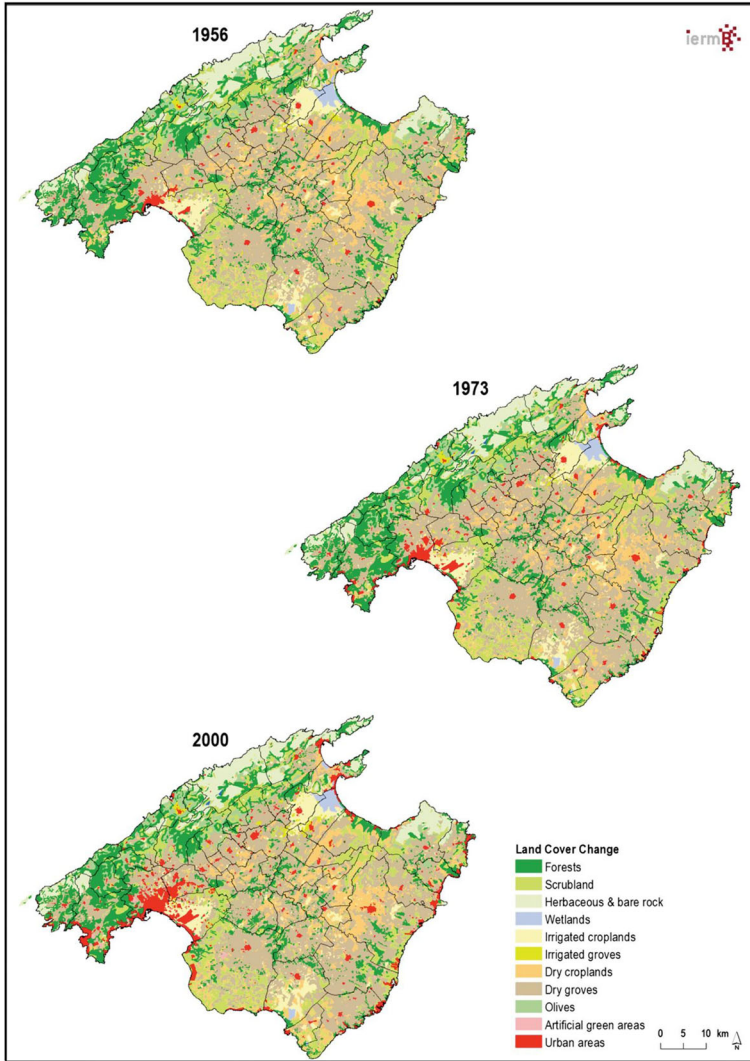 1956
iermB
1973
2000
Land Cover Change
Forests
Scrubland
Herbaceous & bare rock
Wetlands
Irrigated croplands
Irrigated groves
Dry croplands
Dry groves
Olives
Artificial green areas
Urban areas
0 5 10 km
N